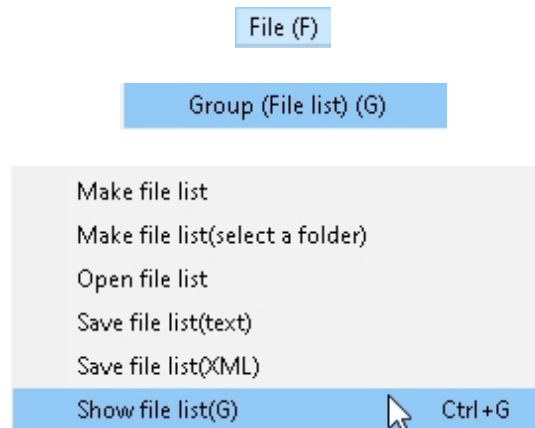 File (F)
Group (File list) (G)
Make file list
Make file list(select a folder)
Open file list
Save file list(text)
Save file list(XML)
Show file list(G) Ctrl+G